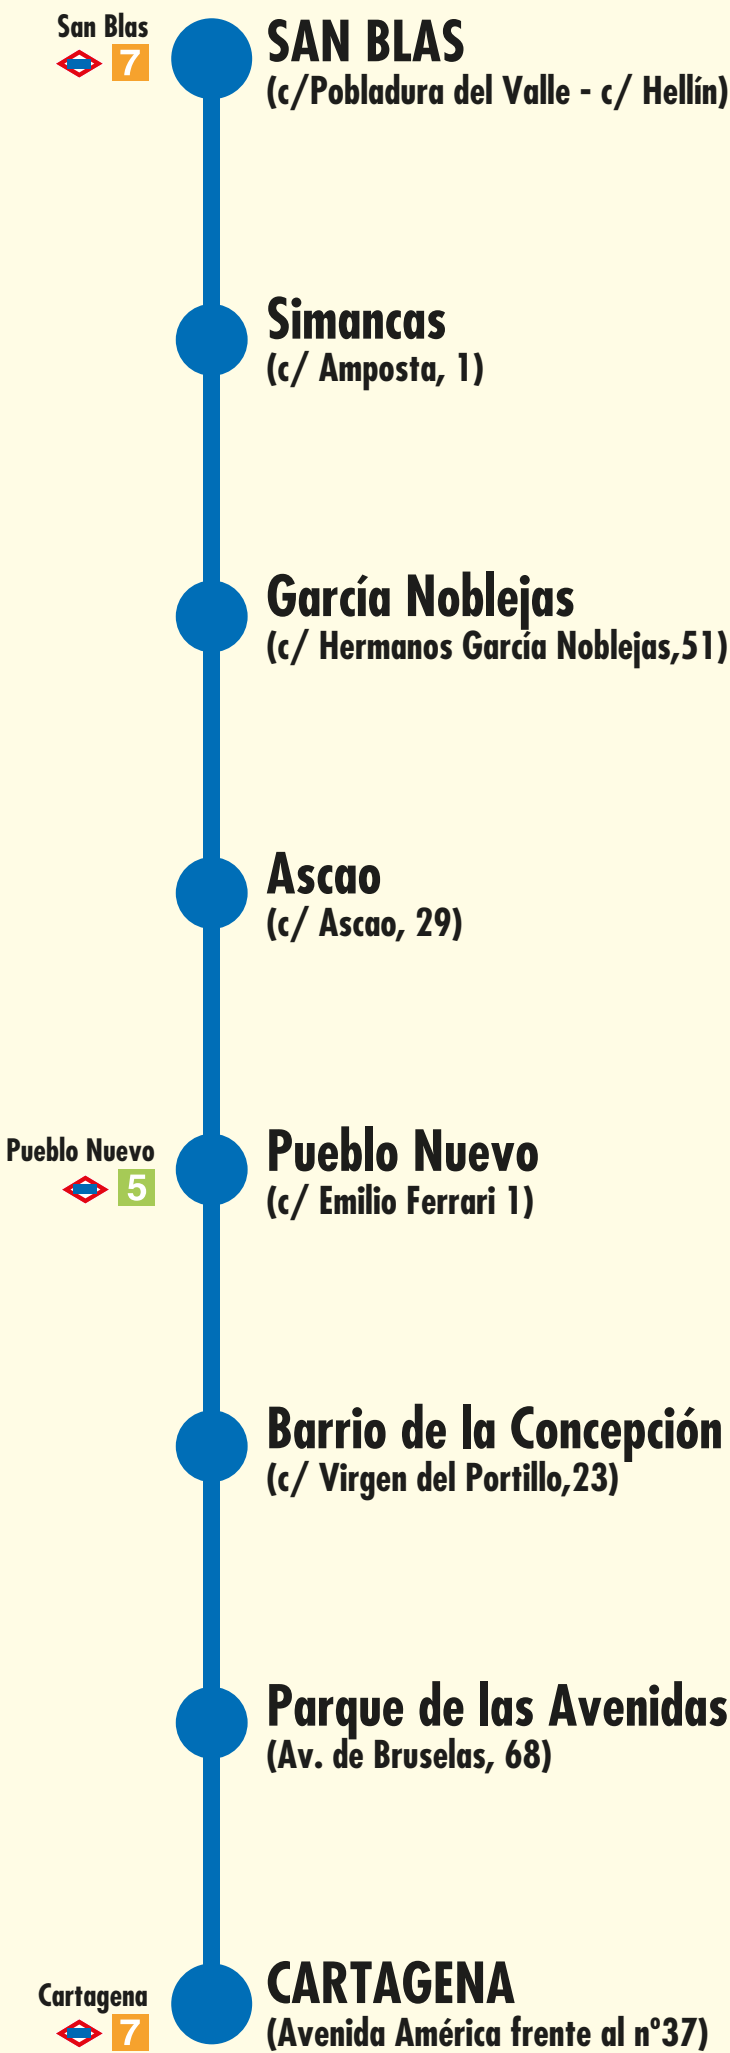 San Blas
7
SAN BLAS
(c/Pobladura del Valle - c/ Hellín)
Simancas
(c/ Amposta, 1)
García Noblejas
(c/ Hermanos García Noblejas,51)
Ascao
(c/ Ascao, 29)
Pueblo Nuevo
5
Pueblo Nuevo
(c/ Emilio Ferrari 1)
Barrio de la Concepción
(c/ Virgen del Portillo,23)
Parque de las Avenidas
(Av. de Bruselas, 68)
Cartagena
7
CARTAGENA
(Avenida América frente al nº37)